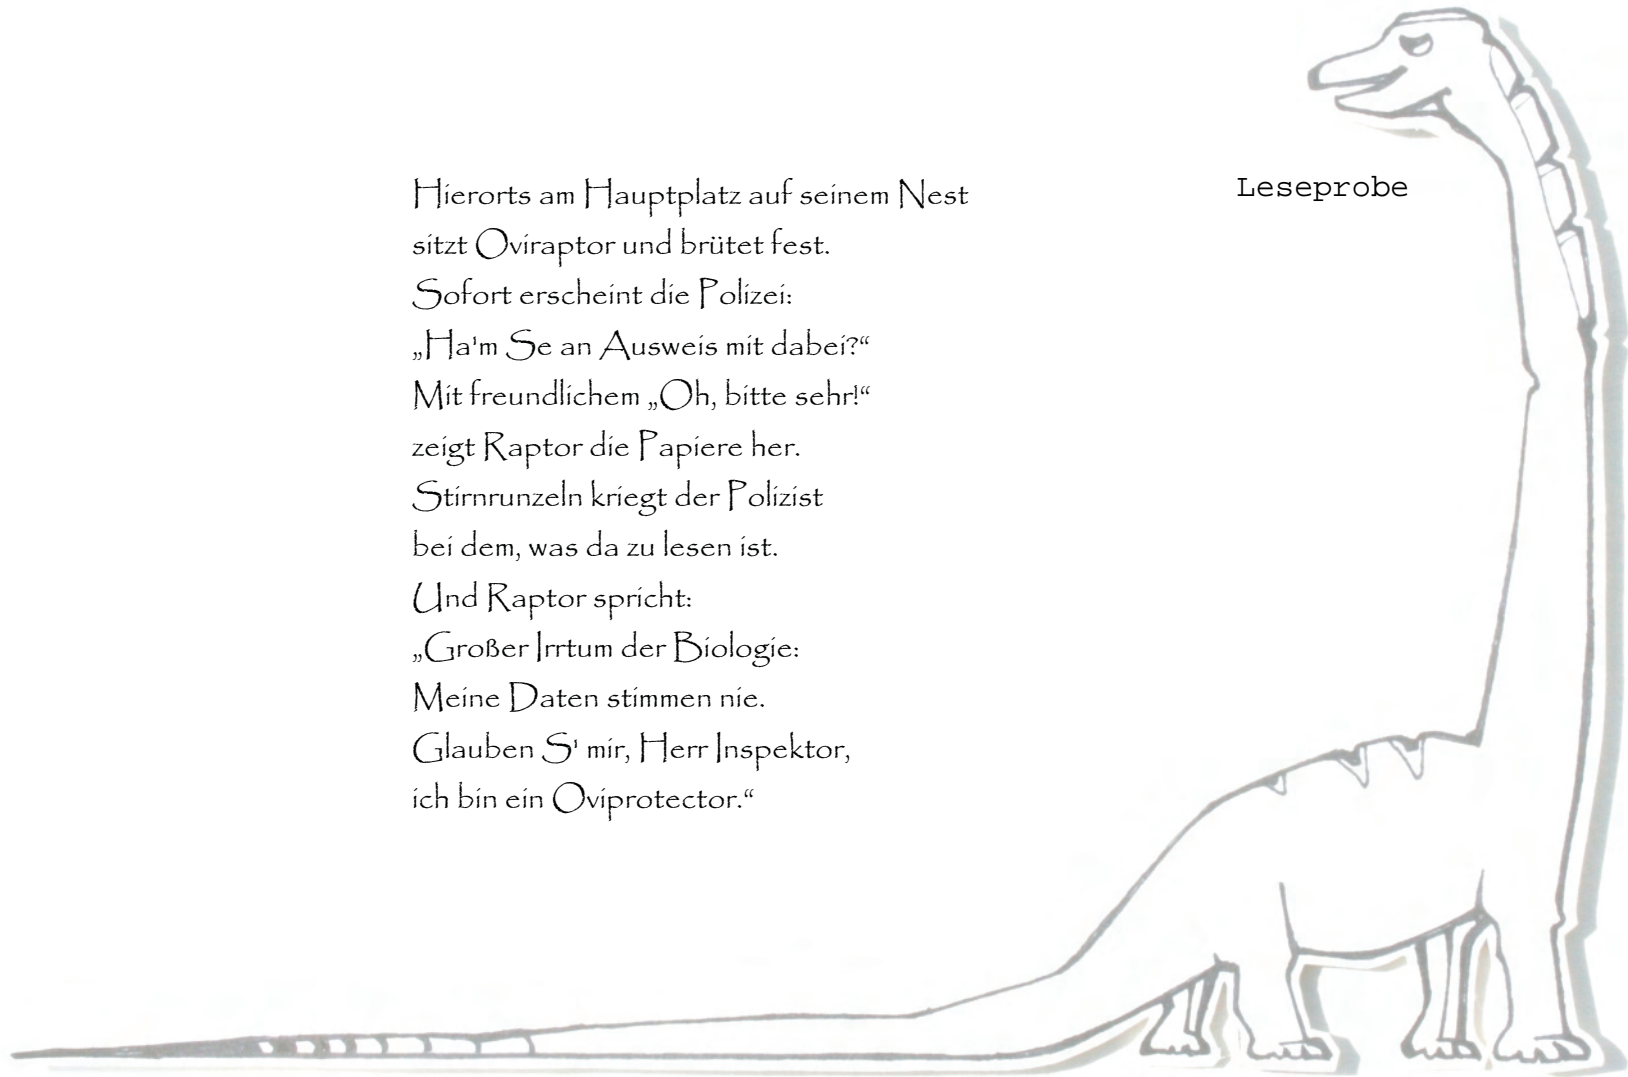 Leseprobe
Hierorts am Hauptplatz auf seinem Nest
sitzt Oviraptor und brütet fest.
Sofort erscheint die Polizei:
„Ha'm Se an Ausweis mit dabei?“
Mit freundlichem „Oh, bitte sehr!“
zeigt Raptor die Papiere her.
Stirnrunzeln kriegt der Polizist
bei dem, was da zu lesen ist.
Und Raptor spricht:
„Großer Irrtum der Biologie:
Meine Daten stimmen nie.
Glauben S' mir, Herr Inspektor,
ich bin ein Oviprotector.“